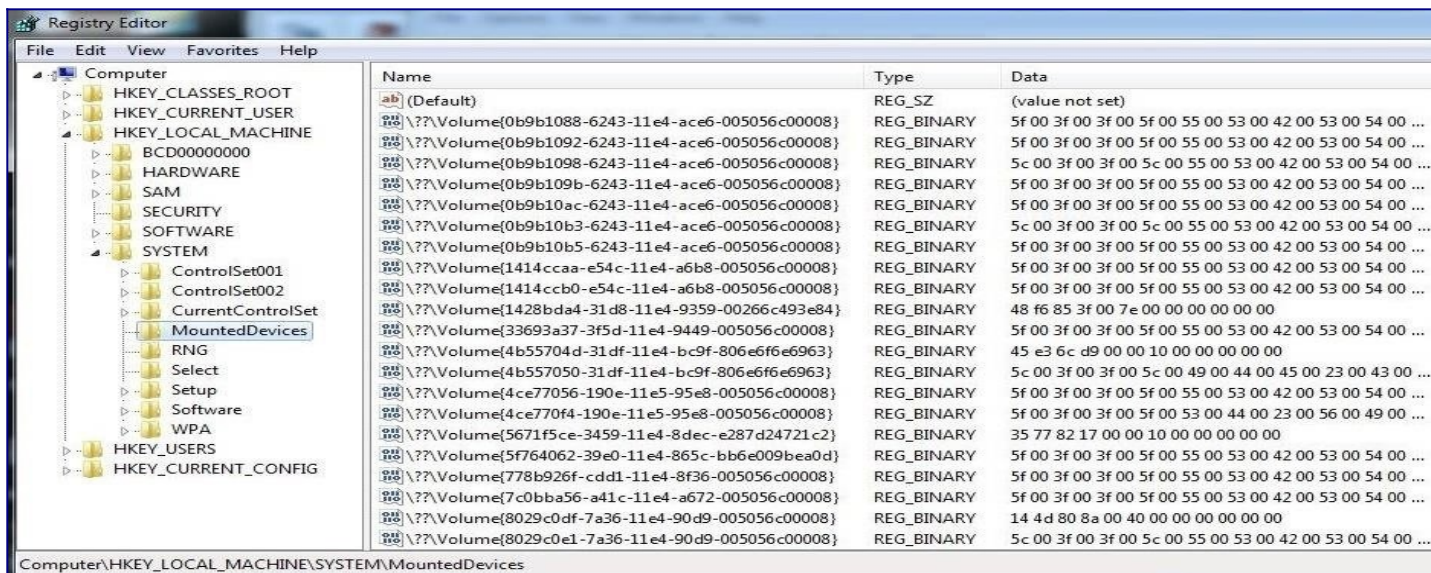 Registry Editor
File Edit View Favorites Help
Computer
HKEY_CLASSES_ROOT
HKEY_CURRENT_USER
HKEY_LOCAL_MACHINE
BCD00000000
HARDWARE
SAM
SECURITY
SOFTWARE
SYSTEM
ControlSet001
ControlSet002
CurrentControlSet
MountedDevices
RNG
Select
Setup
Software
WPA
HKEY_USERS
HKEY_CURRENT_CONFIG
Name Type Data
(Default) REG_SZ (value not set)
\??\Volume{0b9b1088-6243-11e4-ace6-005056c00008} REG_BINARY 5f 00 3f 00 3f 00 5f 00 55 00 53 00 42 00 53 00 54 00 ...
\??\Volume{0b9b1092-6243-11e4-ace6-005056c00008} REG_BINARY 5f 00 3f 00 3f 00 5f 00 55 00 53 00 42 00 53 00 54 00 ...
\??\Volume{0b9b1098-6243-11e4-ace6-005056c00008} REG_BINARY 5c 00 3f 00 3f 00 5c 00 55 00 53 00 42 00 53 00 54 00 ...
\??\Volume{0b9b109b-6243-11e4-ace6-005056c00008} REG_BINARY 5f 00 3f 00 3f 00 5f 00 55 00 53 00 42 00 53 00 54 00 ...
\??\Volume{0b9b10ac-6243-11e4-ace6-005056c00008} REG_BINARY 5f 00 3f 00 3f 00 5f 00 55 00 53 00 42 00 53 00 54 00 ...
\??\Volume{0b9b10b3-6243-11e4-ace6-005056c00008} REG_BINARY 5c 00 3f 00 3f 00 5c 00 55 00 53 00 42 00 53 00 54 00 ...
\??\Volume{0b9b10b5-6243-11e4-ace6-005056c00008} REG_BINARY 5f 00 3f 00 3f 00 5f 00 55 00 53 00 42 00 53 00 54 00 ...
\??\Volume{1414ccaa-e54c-11e4-a6b8-005056c00008} REG_BINARY 5f 00 3f 00 3f 00 5f 00 55 00 53 00 42 00 53 00 54 00 ...
\??\Volume{1414ccb0-e54c-11e4-a6b8-005056c00008} REG_BINARY 5f 00 3f 00 3f 00 5f 00 55 00 53 00 42 00 53 00 54 00 ...
\??\Volume{1428bda4-31d8-11e4-9359-00266c493e84} REG_BINARY 48 f6 85 3f 00 7e 00 00 00 00 00 00
\??\Volume{33693a37-3f5d-11e4-9449-005056c00008} REG_BINARY 5f 00 3f 00 3f 00 5f 00 55 00 53 00 42 00 53 00 54 00 ...
\??\Volume{4b55704d-31df-11e4-bc9f-806e6f6e6963} REG_BINARY 45 e3 6c d9 00 00 10 00 00 00 00 00
\??\Volume{4b557050-31df-11e4-bc9f-806e6f6e6963} REG_BINARY 5c 00 3f 00 3f 00 5c 00 49 00 44 00 45 00 23 00 43 00 ...
\??\Volume{4ce77056-190e-11e5-95e8-005056c00008} REG_BINARY 5f 00 3f 00 3f 00 5f 00 55 00 53 00 42 00 53 00 54 00 ...
\??\Volume{4ce770f4-190e-11e5-95e8-005056c00008} REG_BINARY 5f 00 3f 00 3f 00 5f 00 53 00 44 00 23 00 56 00 49 00 ...
\??\Volume{5671f5ce-3459-11e4-8dec-e287d24721c2} REG_BINARY 35 77 82 17 00 00 10 00 00 00 00 00
\??\Volume{5f764062-39e0-11e4-865c-bb6e009bea0d} REG_BINARY 5f 00 3f 00 3f 00 5f 00 55 00 53 00 42 00 53 00 54 00 ...
\??\Volume{778b926f-cdd1-11e4-8f36-005056c00008} REG_BINARY 5f 00 3f 00 3f 00 5f 00 55 00 53 00 42 00 53 00 54 00 ...
\??\Volume{7c0bba56-a41c-11e4-a672-005056c00008} REG_BINARY 5f 00 3f 00 3f 00 5f 00 55 00 53 00 42 00 53 00 54 00 ...
\??\Volume{8029c0df-7a36-11e4-90d9-005056c00008} REG_BINARY 14 4d 80 8a 00 40 00 00 00 00 00 00
\??\Volume{8029c0e1-7a36-11e4-90d9-005056c00008} REG_BINARY 5c 00 3f 00 3f 00 5c 00 55 00 53 00 42 00 53 00 54 00 ...
Computer\HKEY_LOCAL_MACHINE\SYSTEM\MountedDevices